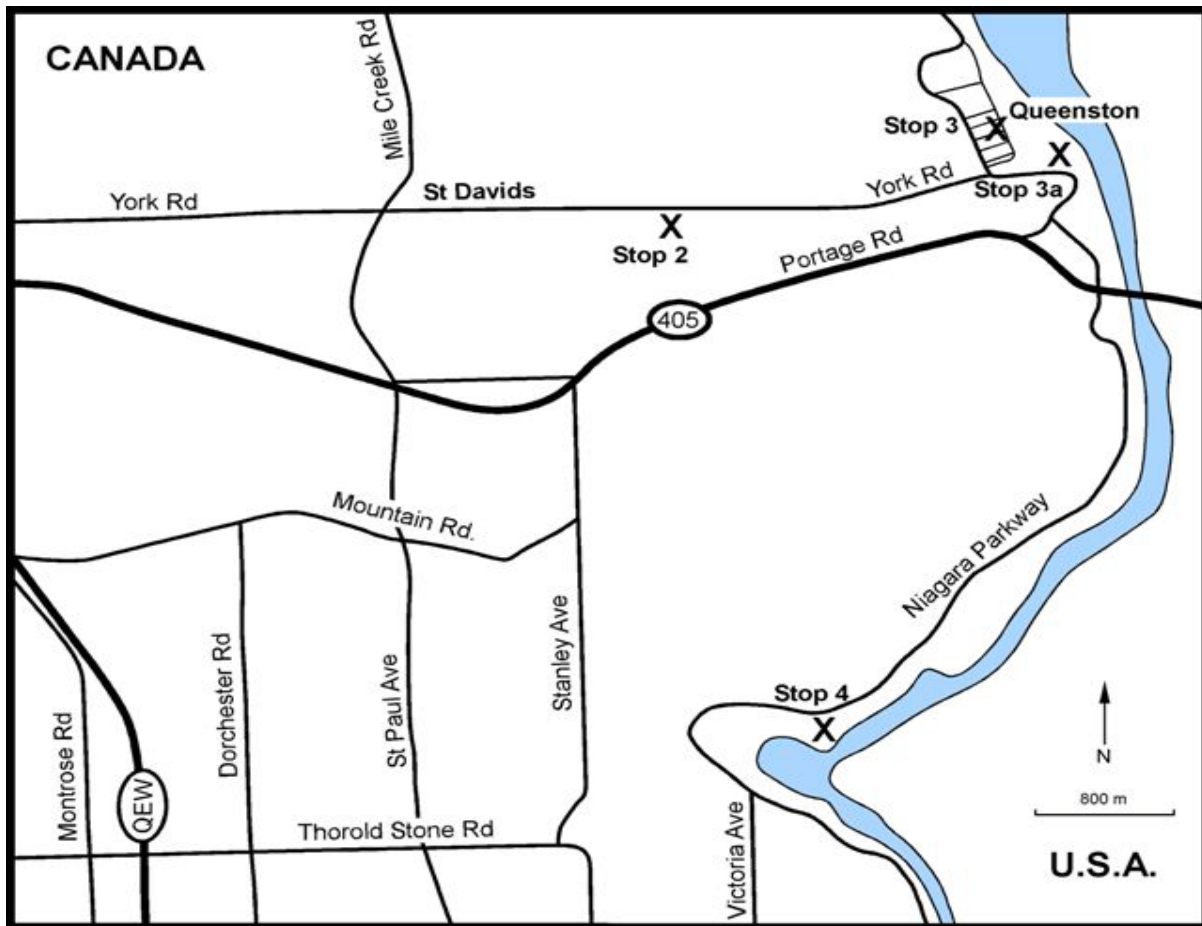 CANADA
Mile Creek Rd
Queenston
X
Stop 3
X
York Rd
St Davids
York Rd
Stop 3a
X
Stop 2
Portage Rd
405
Mountain Rd.
Niagara Parkway
Montrose Rd
QEW
Dorchester Rd
St Paul Ave
Stanley Ave
Stop 4
X
N
800 m
Thorold Stone Rd
Victoria Ave
U.S.A.